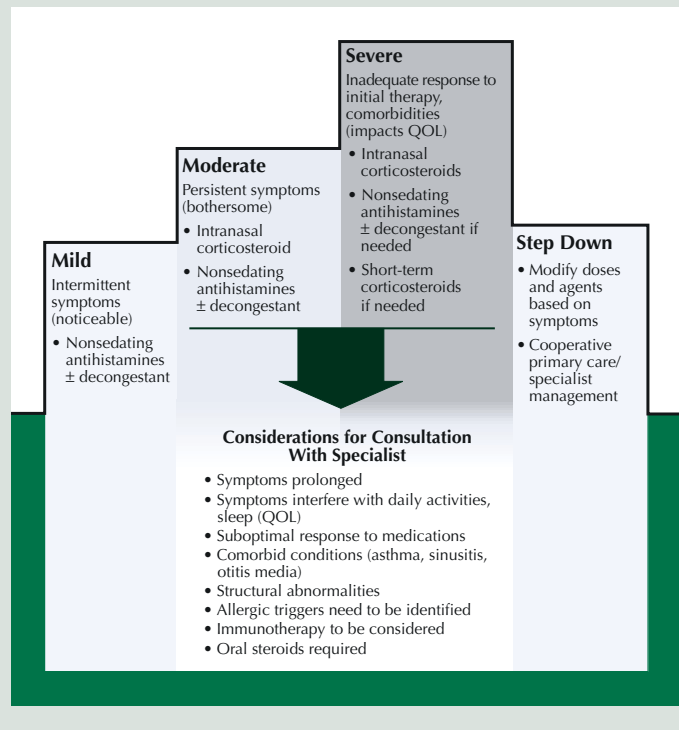 Severe
Inadequate response to
initial therapy,
comorbidities
(impacts QOL)
• Intranasal
corticosteroids
• Nonsedating
antihistamines
± decongestant if
needed
• Short-term
corticosteroids
if needed
Moderate
Persistent symptoms
(bothersome)
• Intranasal
corticosteroid
• Nonsedating
antihistamines
± decongestant
Mild
Intermittent
symptoms
(noticeable)
• Nonsedating
antihistamines
± decongestant
Step Down
• Modify doses
and agents
based on
symptoms
• Cooperative
primary care/
specialist
management
Considerations for Consultation
With Specialist
• Symptoms prolonged
• Symptoms interfere with daily activities,
sleep (QOL)
• Suboptimal response to medications
• Comorbid conditions (asthma, sinusitis,
otitis media)
• Structural abnormalities
• Allergic triggers need to be identified
• Immunotherapy to be considered
• Oral steroids required